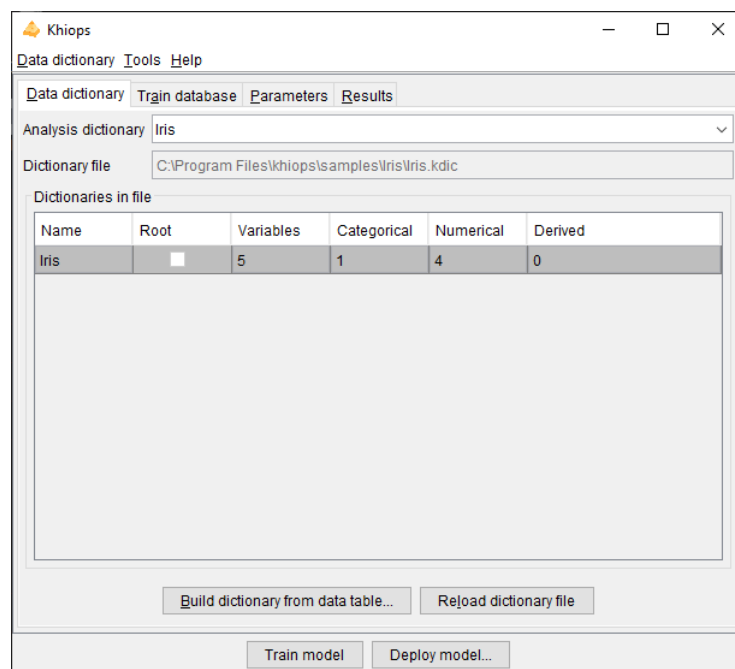 Khiops
Data dictionary Tools Help
Data dictionary Train database Parameters Results
Analysis dictionary Iris
Dictionary file C:\Program Files\khiops\samples\Iris\Iris.kdic
Dictionaries in file
Name Root Variables Categorical Numerical Derived
Iris 5 1 4 0
Build dictionary from data table... Reload dictionary file
Train model Deploy model...